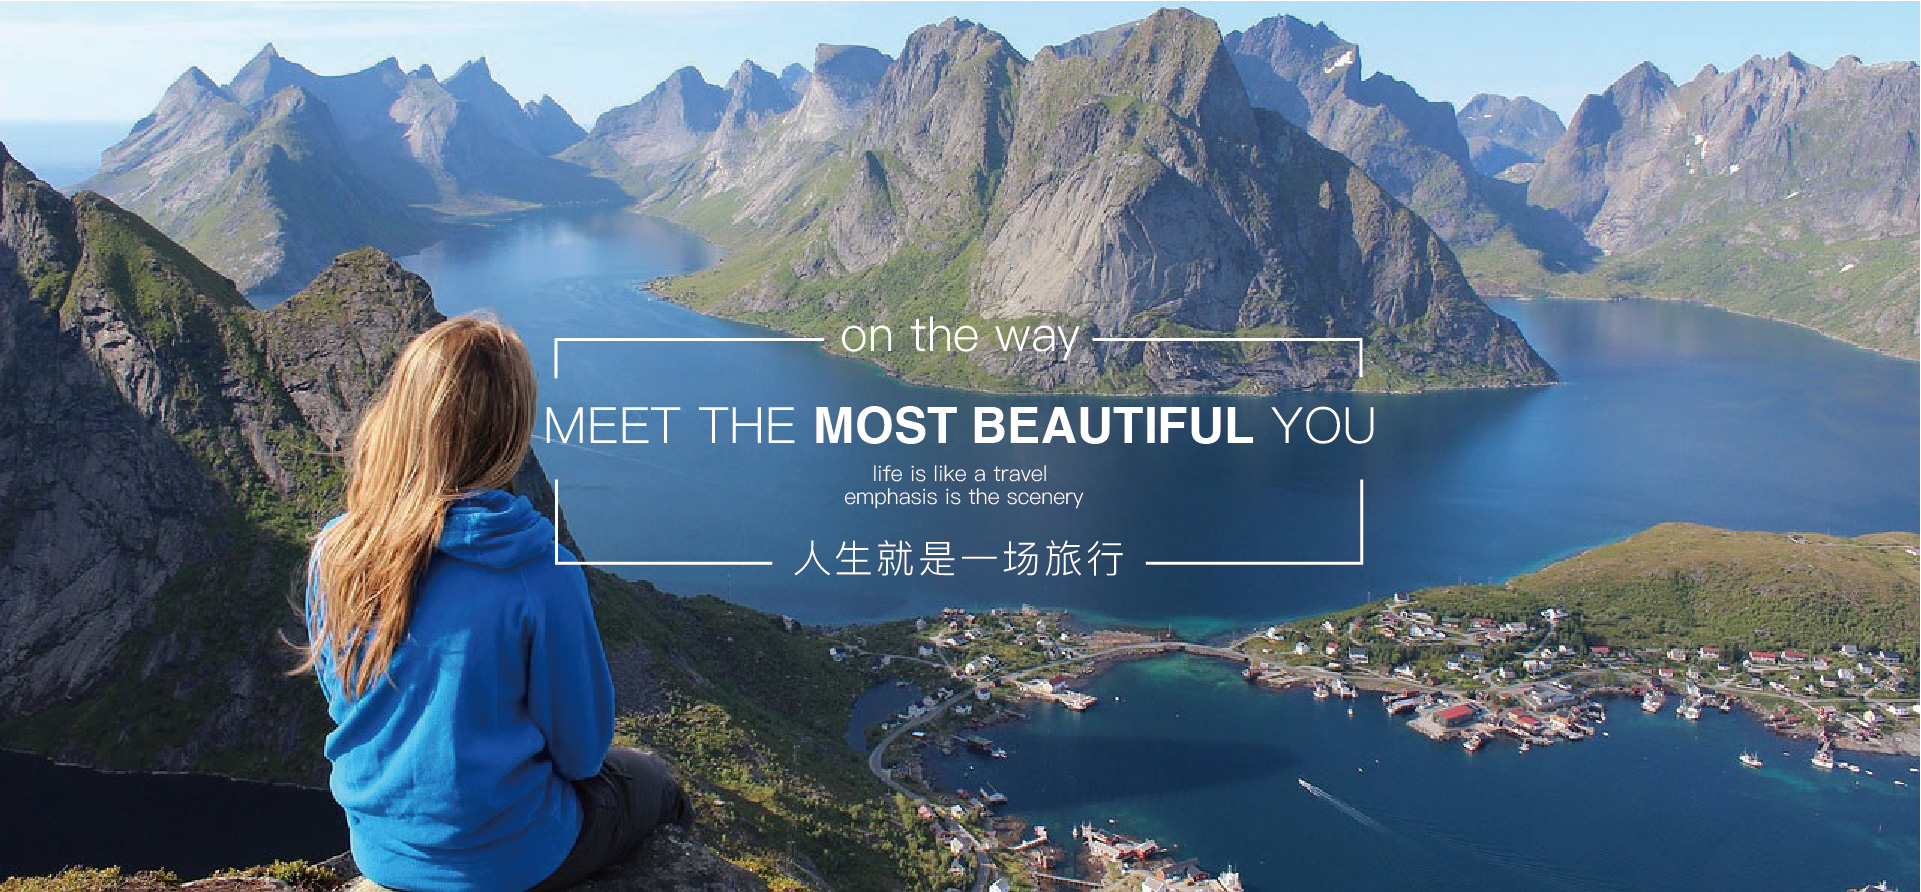 on the way
MEET THE MOST BEAUTIFUL YOU
life is like a travel
emphasis is the scenery
人生就是一场旅行